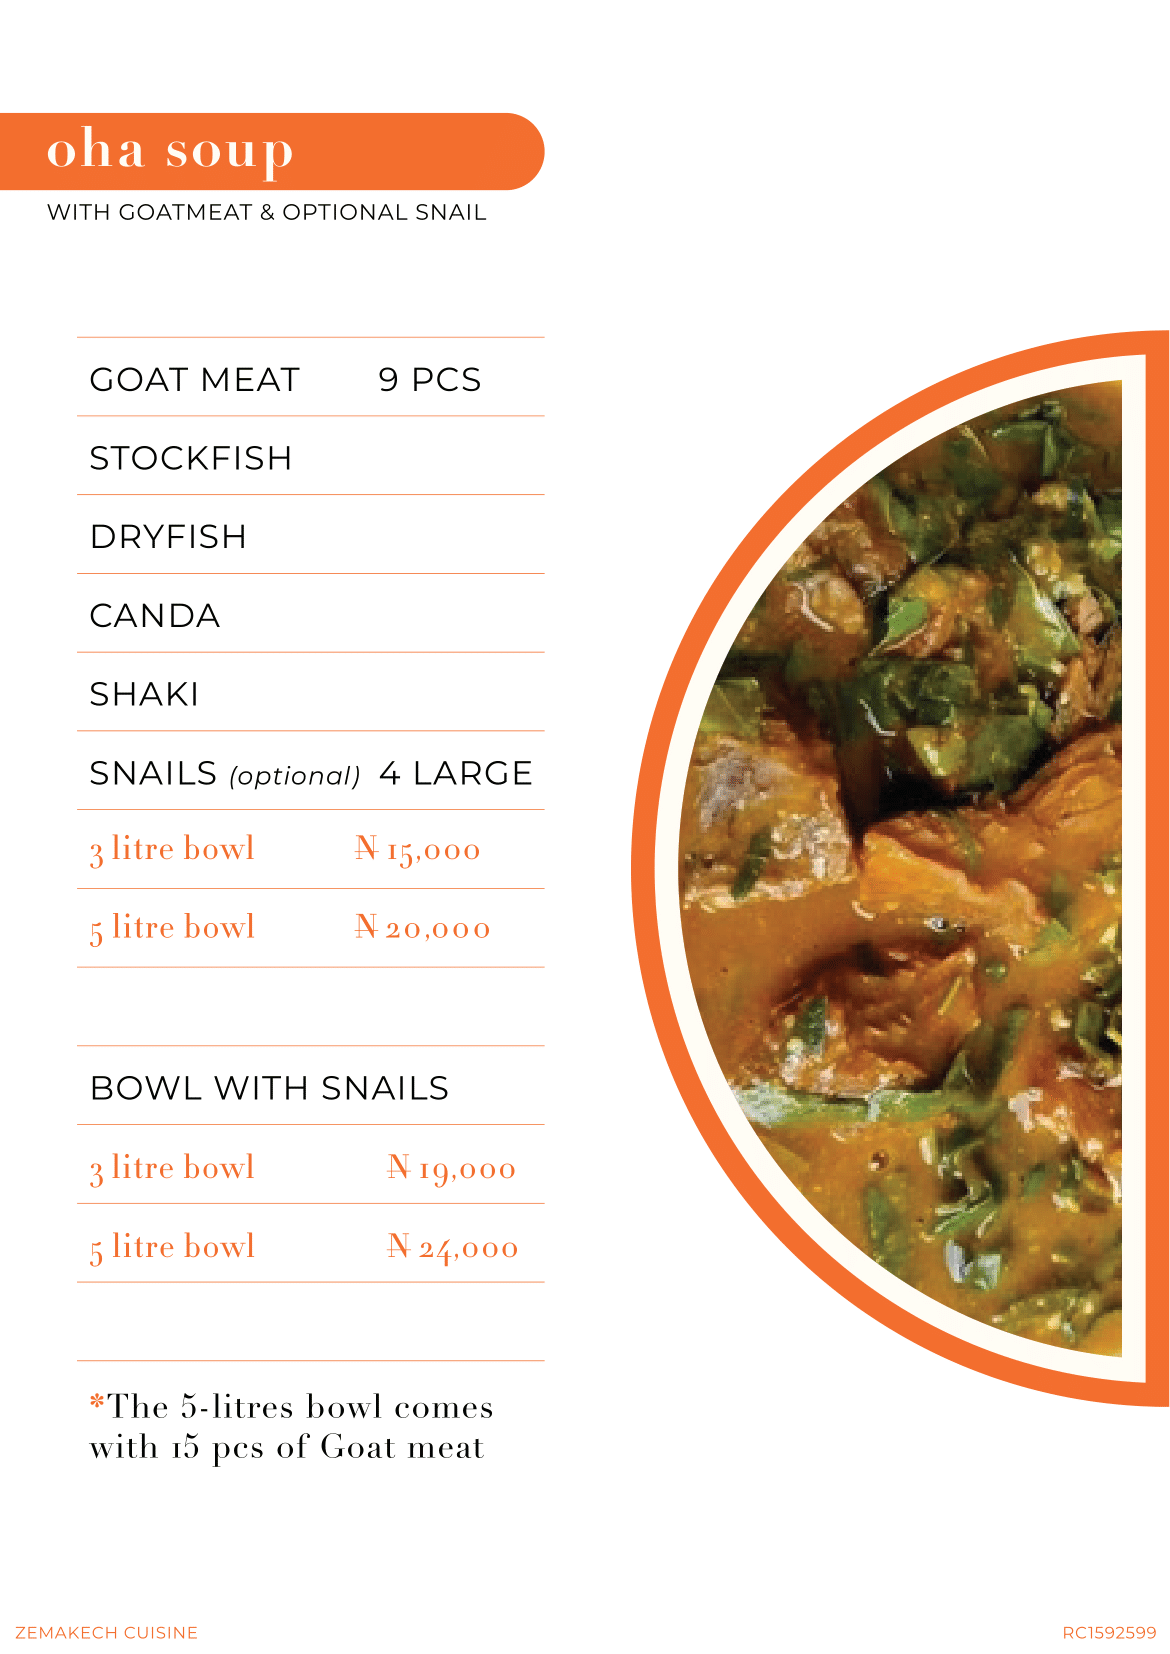 oha soup
WITH GOATMEAT & OPTIONAL SNAIL
GOAT MEAT 9 PCS
STOCKFISH
DRYFISH
CANDA
SHAKI
SNAILS (optional) 4 LARGE
3 litre bowl ₦ 15,000
5 litre bowl ₦ 20,000
BOWL WITH SNAILS
3 litre bowl ₦ 19,000
5 litre bowl ₦ 24,000
*The 5-litres bowl comes
with 15 pcs of Goat meat
ZEMAKECH CUISINE RC1592599